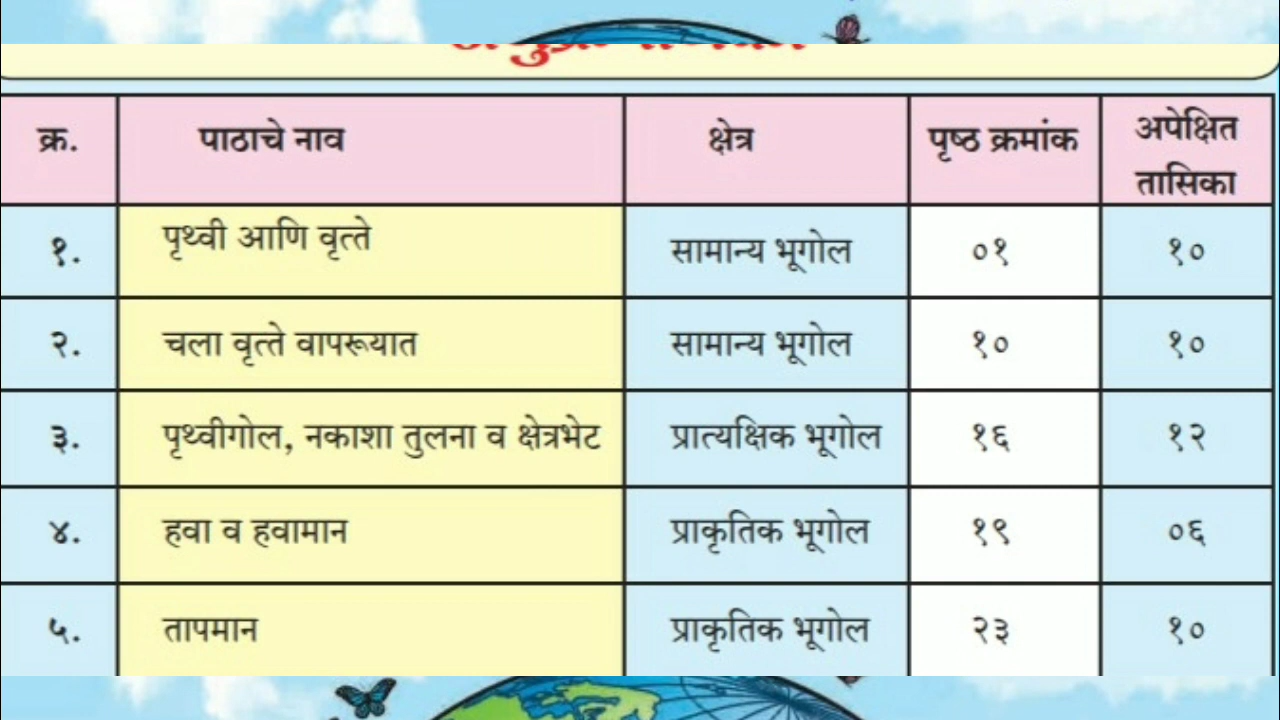 क्र. पाठाचे नाव क्षेत्र पृष्ठ क्रमांक अपेक्षित तासिका
१. पृथ्वी आणि वृत्ते सामान्य भूगोल ०१ १०
२. चला वृत्ते वापरूयात सामान्य भूगोल १० १०
३. पृथ्वीगोल, नकाशा तुलना व क्षेत्रभेट प्रात्यक्षिक भूगोल १६ १२
४. हवा व हवामान प्राकृतिक भूगोल १९ ०६
५. तापमान प्राकृतिक भूगोल २३ १०